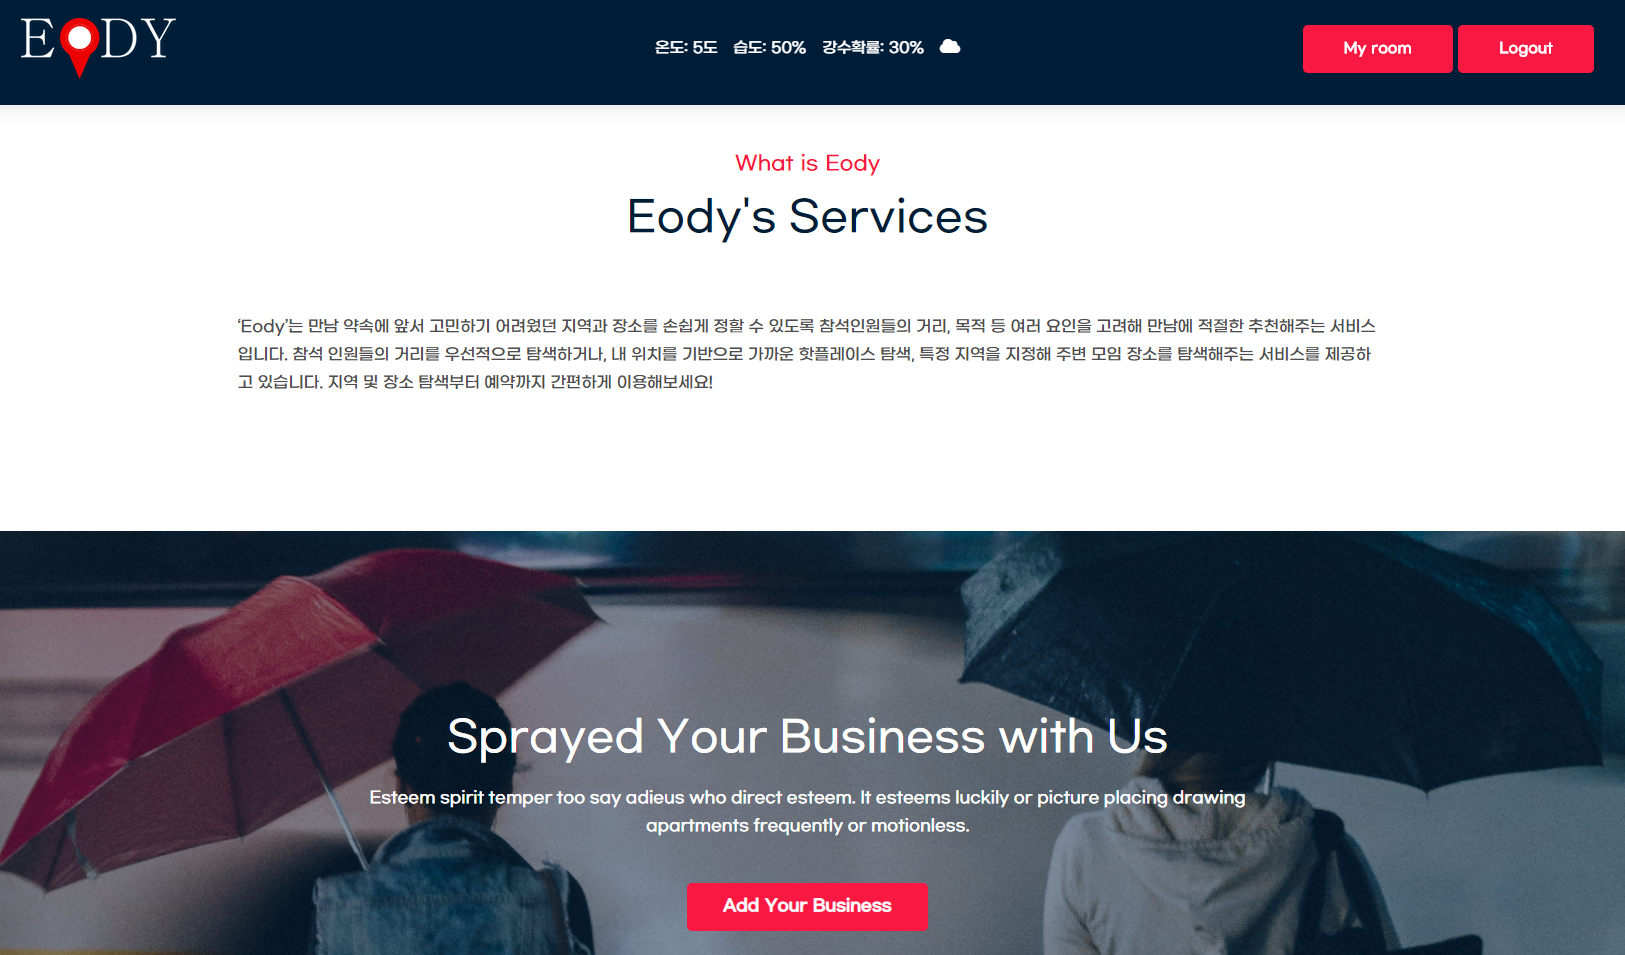 EODY
온도: 5도 습도: 50% 강수확률: 30%
My room
Logout
What is Eody
Eody's Services
‘Eody’는 만남 약속에 앞서 고민하기 어려웠던 지역과 장소를 손쉽게 정할 수 있도록 참석인원들의 거리, 목적 등 여러 요인을 고려해 만남에 적절한 추천해주는 서비스
입니다. 참석 인원들의 거리를 우선적으로 탐색하거나, 내 위치를 기반으로 가까운 핫플레이스 탐색, 특정 지역을 지정해 주변 모임 장소를 탐색해주는 서비스를 제공하
고 있습니다. 지역 및 장소 탐색부터 예약까지 간편하게 이용해보세요!
Sprayed Your Business with Us
Esteem spirit temper too say adieus who direct esteem. It esteems luckily or picture placing drawing
apartments frequently or motionless.
Add Your Business